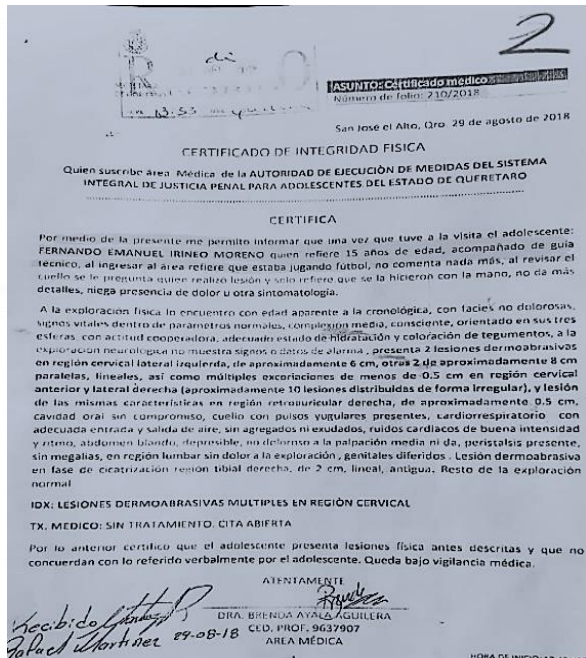 2
di
13:53
ASUNTO: Certificado médico
Número de folio: 210/2018
San José el Alto, Qro 29 de agosto de 2018
CERTIFICADO DE INTEGRIDAD FISICA
Quien suscribe área Médica de la AUTORIDAD DE EJECUCIÓN DE MEDIDAS DEL SISTEMA
INTEGRAL DE JUSTICIA PENAL PARA ADOLESCENTES DEL ESTADO DE QUERETARO
CERTIFICA
Por medio de la presente me permito informar que una vez que tuve a la visita el adolescente:
FERNANDO EMANUEL IRINEO MORENO quien refiere 15 años de edad, acompañado de guía
técnico, al ingresar al área refiere que estaba jugando fútbol, no comenta nada más, al revisar el
cuello se le pregunta quien realizo lesión y solo refiere que se la hicieron con la mano, no da más
detalles, niega presencia de dolor u otra sintomatología.
A la exploración física lo encuentro con edad aparente a la cronológica, con facies no dolorosas,
signos vitales dentro de parámetros normales, complexión media, consciente, orientado en sus tres
esferas, con actitud cooperadora, adecuado estado de hidratación y coloración de tegumentos, a la
exploración neurológica no muestra signos o datos de alarma, presenta 2 lesiones dermoabrasivas
en región cervical lateral izquierda, de aproximadamente 6 cm, otras 2 de aproximadamente 8 cm
paralelas, lineales, así como múltiples excoriaciones de menos de 0.5 cm en región cervical
anterior y lateral derecha (aproximadamente 10 lesiones distribuidas de forma irregular), y lesión
de las mismas características en región retroauricular derecha, de aproximadamente 0.5 cm,
cavidad oral sin compromiso, cuello con pulsos yugulares presentes, cardiorrespiratorio con
adecuada entrada y salida de aire, sin agregados ni exudados, ruidos cardíacos de buena intensidad
y ritmo, abdomen blando, depresible, no doloroso a la palpación media ni da, peristalsis presente,
sin megalias, en región lumbar sin dolor a la exploración, genitales diferidos. Lesión dermoabrasiva
en fase de cicatrización región tibial derecha, de 2 cm, lineal, antigua. Resto de la exploración
normal
IDX: LESIONES DERMOABRASIVAS MULTIPLES EN REGIÓN CERVICAL
TX. MEDICO: SIN TRATAMIENTO. CITA ABIERTA
Por lo anterior certifico que el adolescente presenta lesiones física antes descritas y que no
concuerdan con lo referido verbalmente por el adolescente. Queda bajo vigilancia médica.
ATENTAMENTE
DRA. BRENDA AYALA AGUILERA
CED. PROF. 9637907
AREA MÉDICA
Recibido
Rafael Martinez 29-08-18